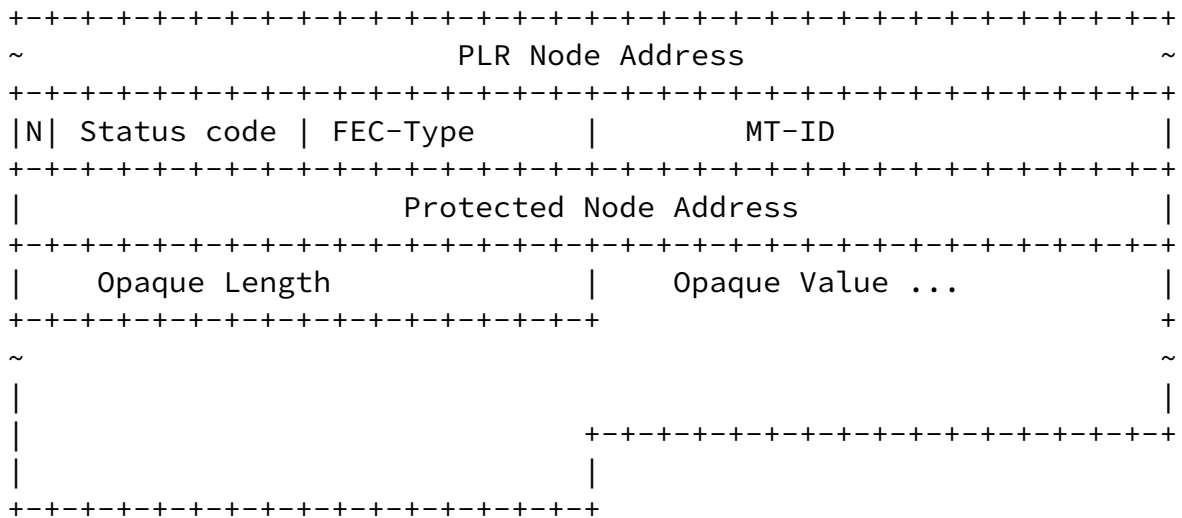 +-+-+-+-+-+-+-+-+-+-+-+-+-+-+-+-+-+-+-+-+-+-+-+-+-+-+-+-+-+-+-+-+
~                        PLR Node Address                       ~
+-+-+-+-+-+-+-+-+-+-+-+-+-+-+-+-+-+-+-+-+-+-+-+-+-+-+-+-+-+-+-+-+
|N| Status code | FEC-Type      |        MT-ID                  |
+-+-+-+-+-+-+-+-+-+-+-+-+-+-+-+-+-+-+-+-+-+-+-+-+-+-+-+-+-+-+-+-+
|                     Protected Node Address                    |
+-+-+-+-+-+-+-+-+-+-+-+-+-+-+-+-+-+-+-+-+-+-+-+-+-+-+-+-+-+-+-+-+
|    Opaque Length              |    Opaque Value ...           |
+-+-+-+-+-+-+-+-+-+-+-+-+-+-+-+-+                               +
~                                                               ~
|                                                               |
|                               +-+-+-+-+-+-+-+-+-+-+-+-+-+-+-+-+
|                               |
+-+-+-+-+-+-+-+-+-+-+-+-+-+-+-+-+